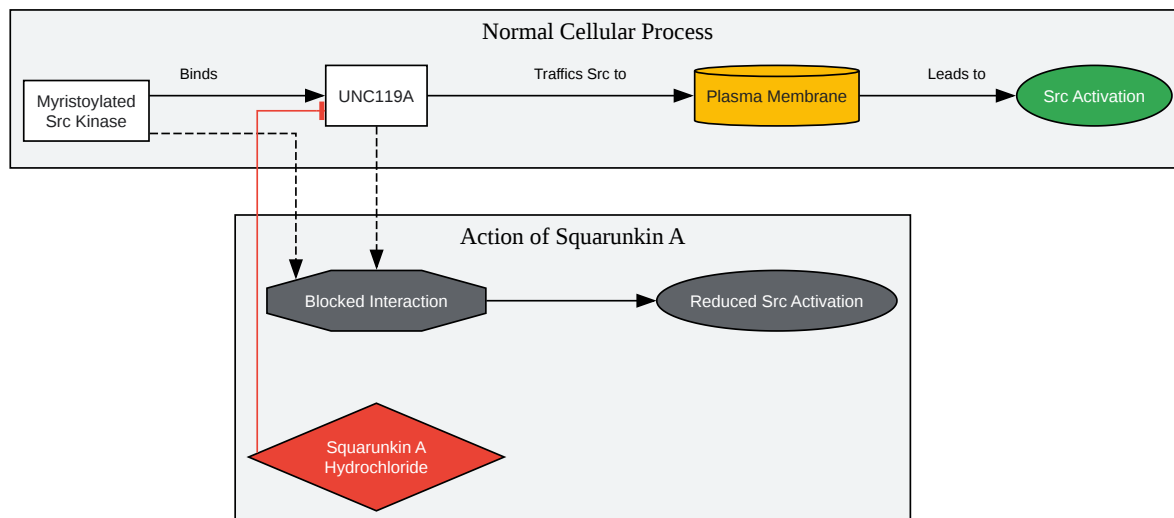 Normal Cellular Process
Binds
Traffics Src to
Leads to
Myristoylated
Src Kinase
UNC119A
Plasma Membrane
Src Activation
Action of Squarunkin A
Blocked Interaction
Reduced Src Activation
Squarunkin A
Hydrochloride